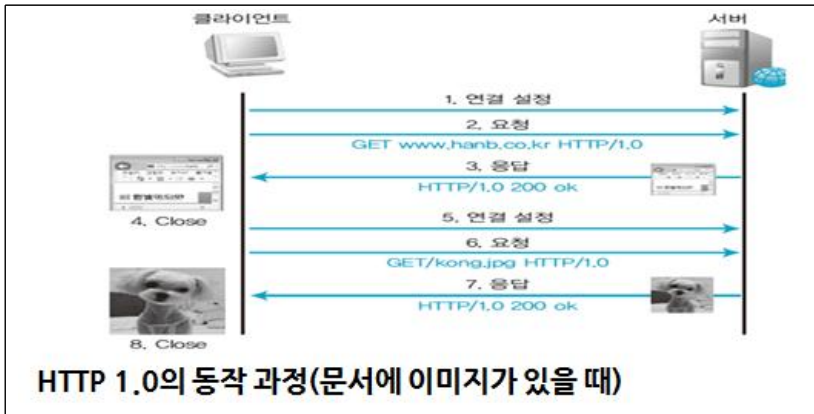 클라이언트
서버
1. 연결 설정
2. 요청
GET www.hanb.co.kr HTTP/1.0
3. 응답
HTTP/1.0 200 ok
4. Close
5. 연결 설정
6. 요청
GET/kong.jpg HTTP/1.0
7. 응답
HTTP/1.0 200 ok
8. Close
HTTP 1.0의 동작 과정(문서에 이미지가 있을 때)